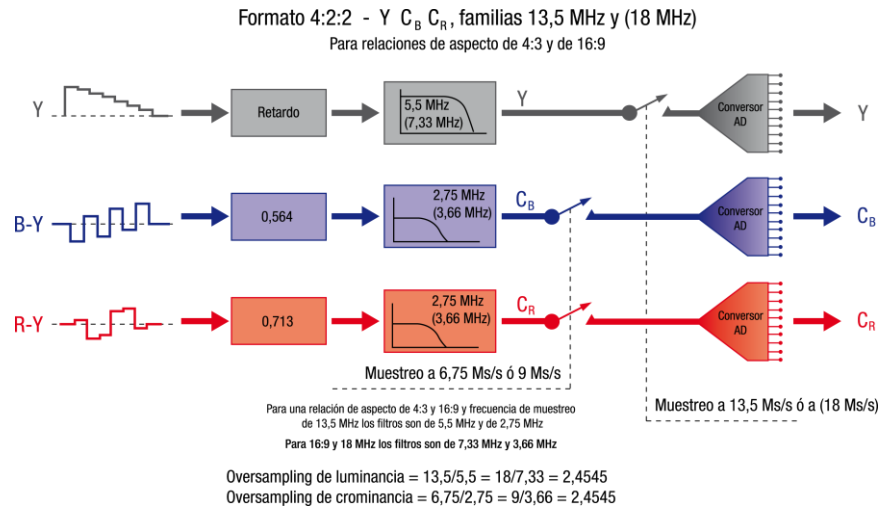 Formato 4:2:2 - Y CB CR, familias 13,5 MHz y (18 MHz)
Para relaciones de aspecto de 4:3 y de 16:9
Y
Retardo
5,5 MHz
(7,33 MHz)
Y
Conversor
AD
Y
B-Y
0,564
2,75 MHz
(3,66 MHz)
CB
Conversor
AD
CB
R-Y
0,713
2,75 MHz
(3,66 MHz)
CR
Conversor
AD
CR
Muestreo a 6,75 Ms/s ó 9 Ms/s
Muestreo a 13,5 Ms/s ó a (18 Ms/s)
Para una relación de aspecto de 4:3 y 16:9 y frecuencia de muestreo
de 13,5 MHz los filtros son de 5,5 MHz y de 2,75 MHz
Para 16:9 y 18 MHz los filtros son de 7,33 MHz y 3,66 MHz
Oversampling de luminancia = 13,5/5,5 = 18/7,33 = 2,4545
Oversampling de crominancia = 6,75/2,75 = 9/3,66 = 2,4545